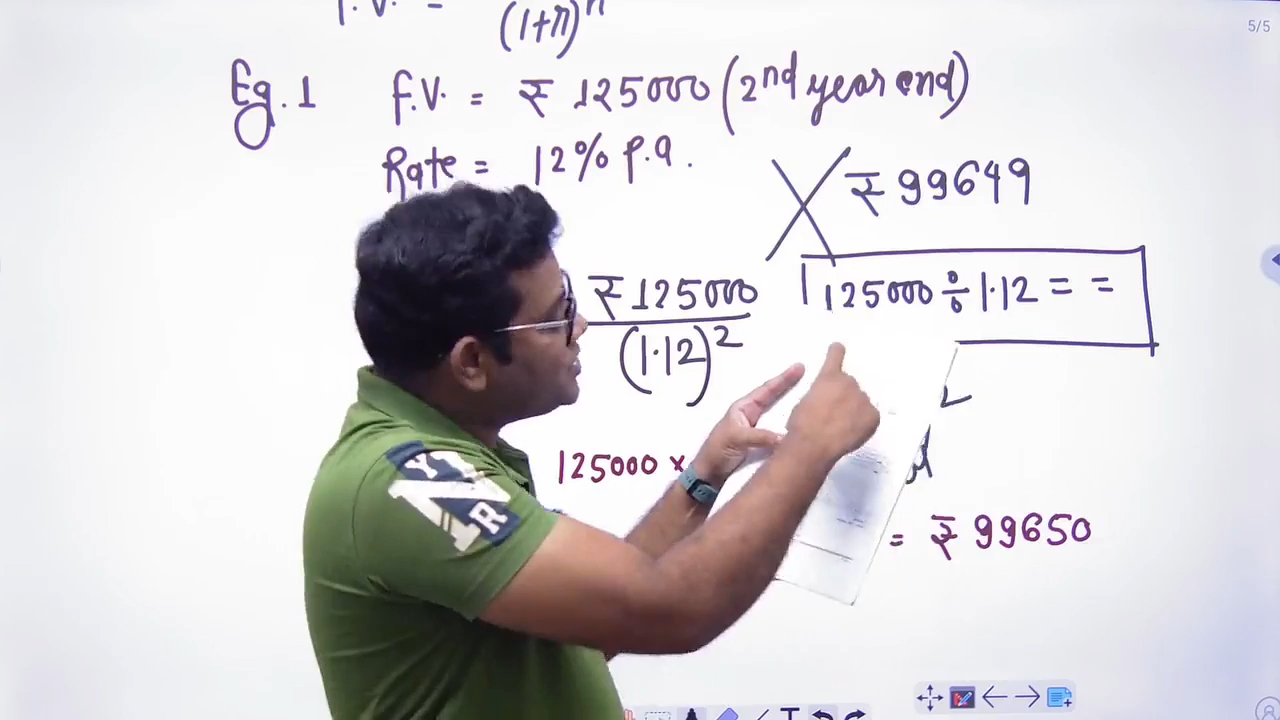 5/5
(1+r)^n
Eg. 1 F.V. = ₹ 125000 (2nd year end)
Rate = 12% p.a.
₹ 99649
₹ 125000 / (1.12)^2
125000 ÷ 1.12 = =
125000 ×
= ₹ 99650
NY
R
T